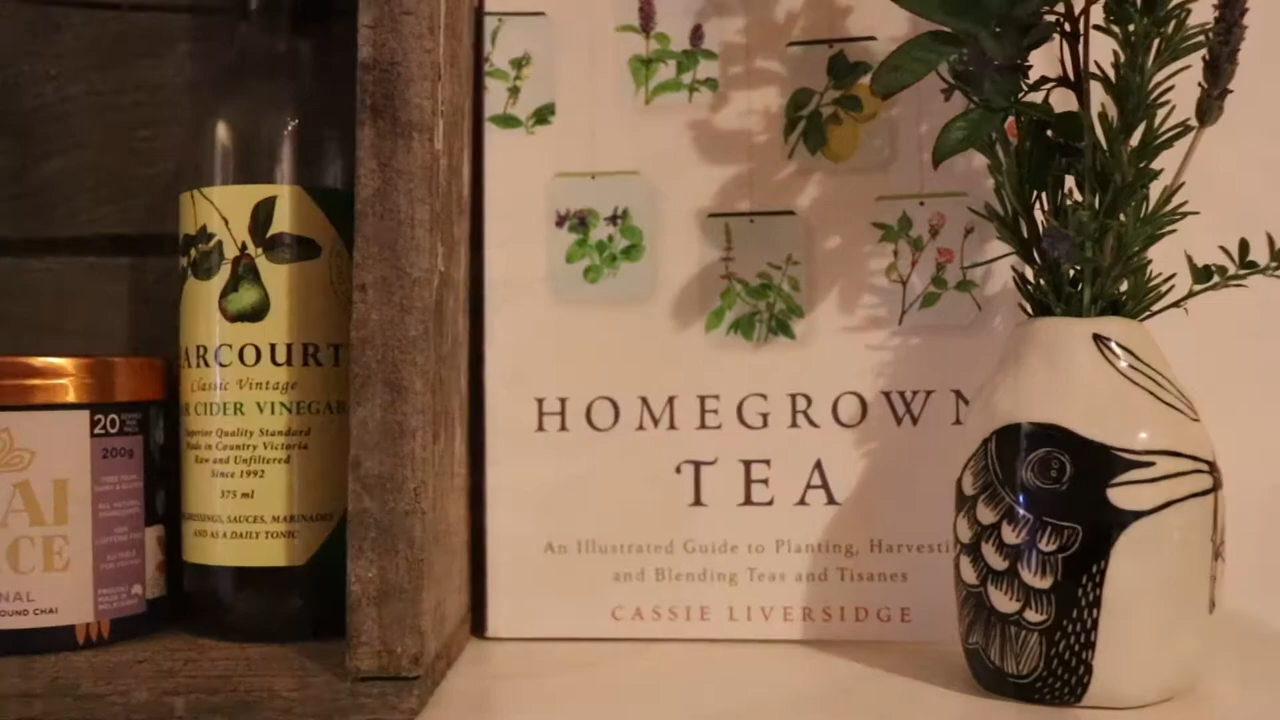 20
200g
AI
CE
NAL
OUND CHAI
ARCOURT
Classic Vintage
R CIDER VINEGAR
Superior Quality Standard
Made in Country Victoria
Raw and Unfiltered
Since 1992
375 ml
DRESSINGS, SAUCES, MARINADES
AND AS A DAILY TONIC
HOMEGROWN
TEA
An Illustrated Guide to Planting, Harvesti
and Blending Teas and Tisanes
CASSIE LIVERSIDGE